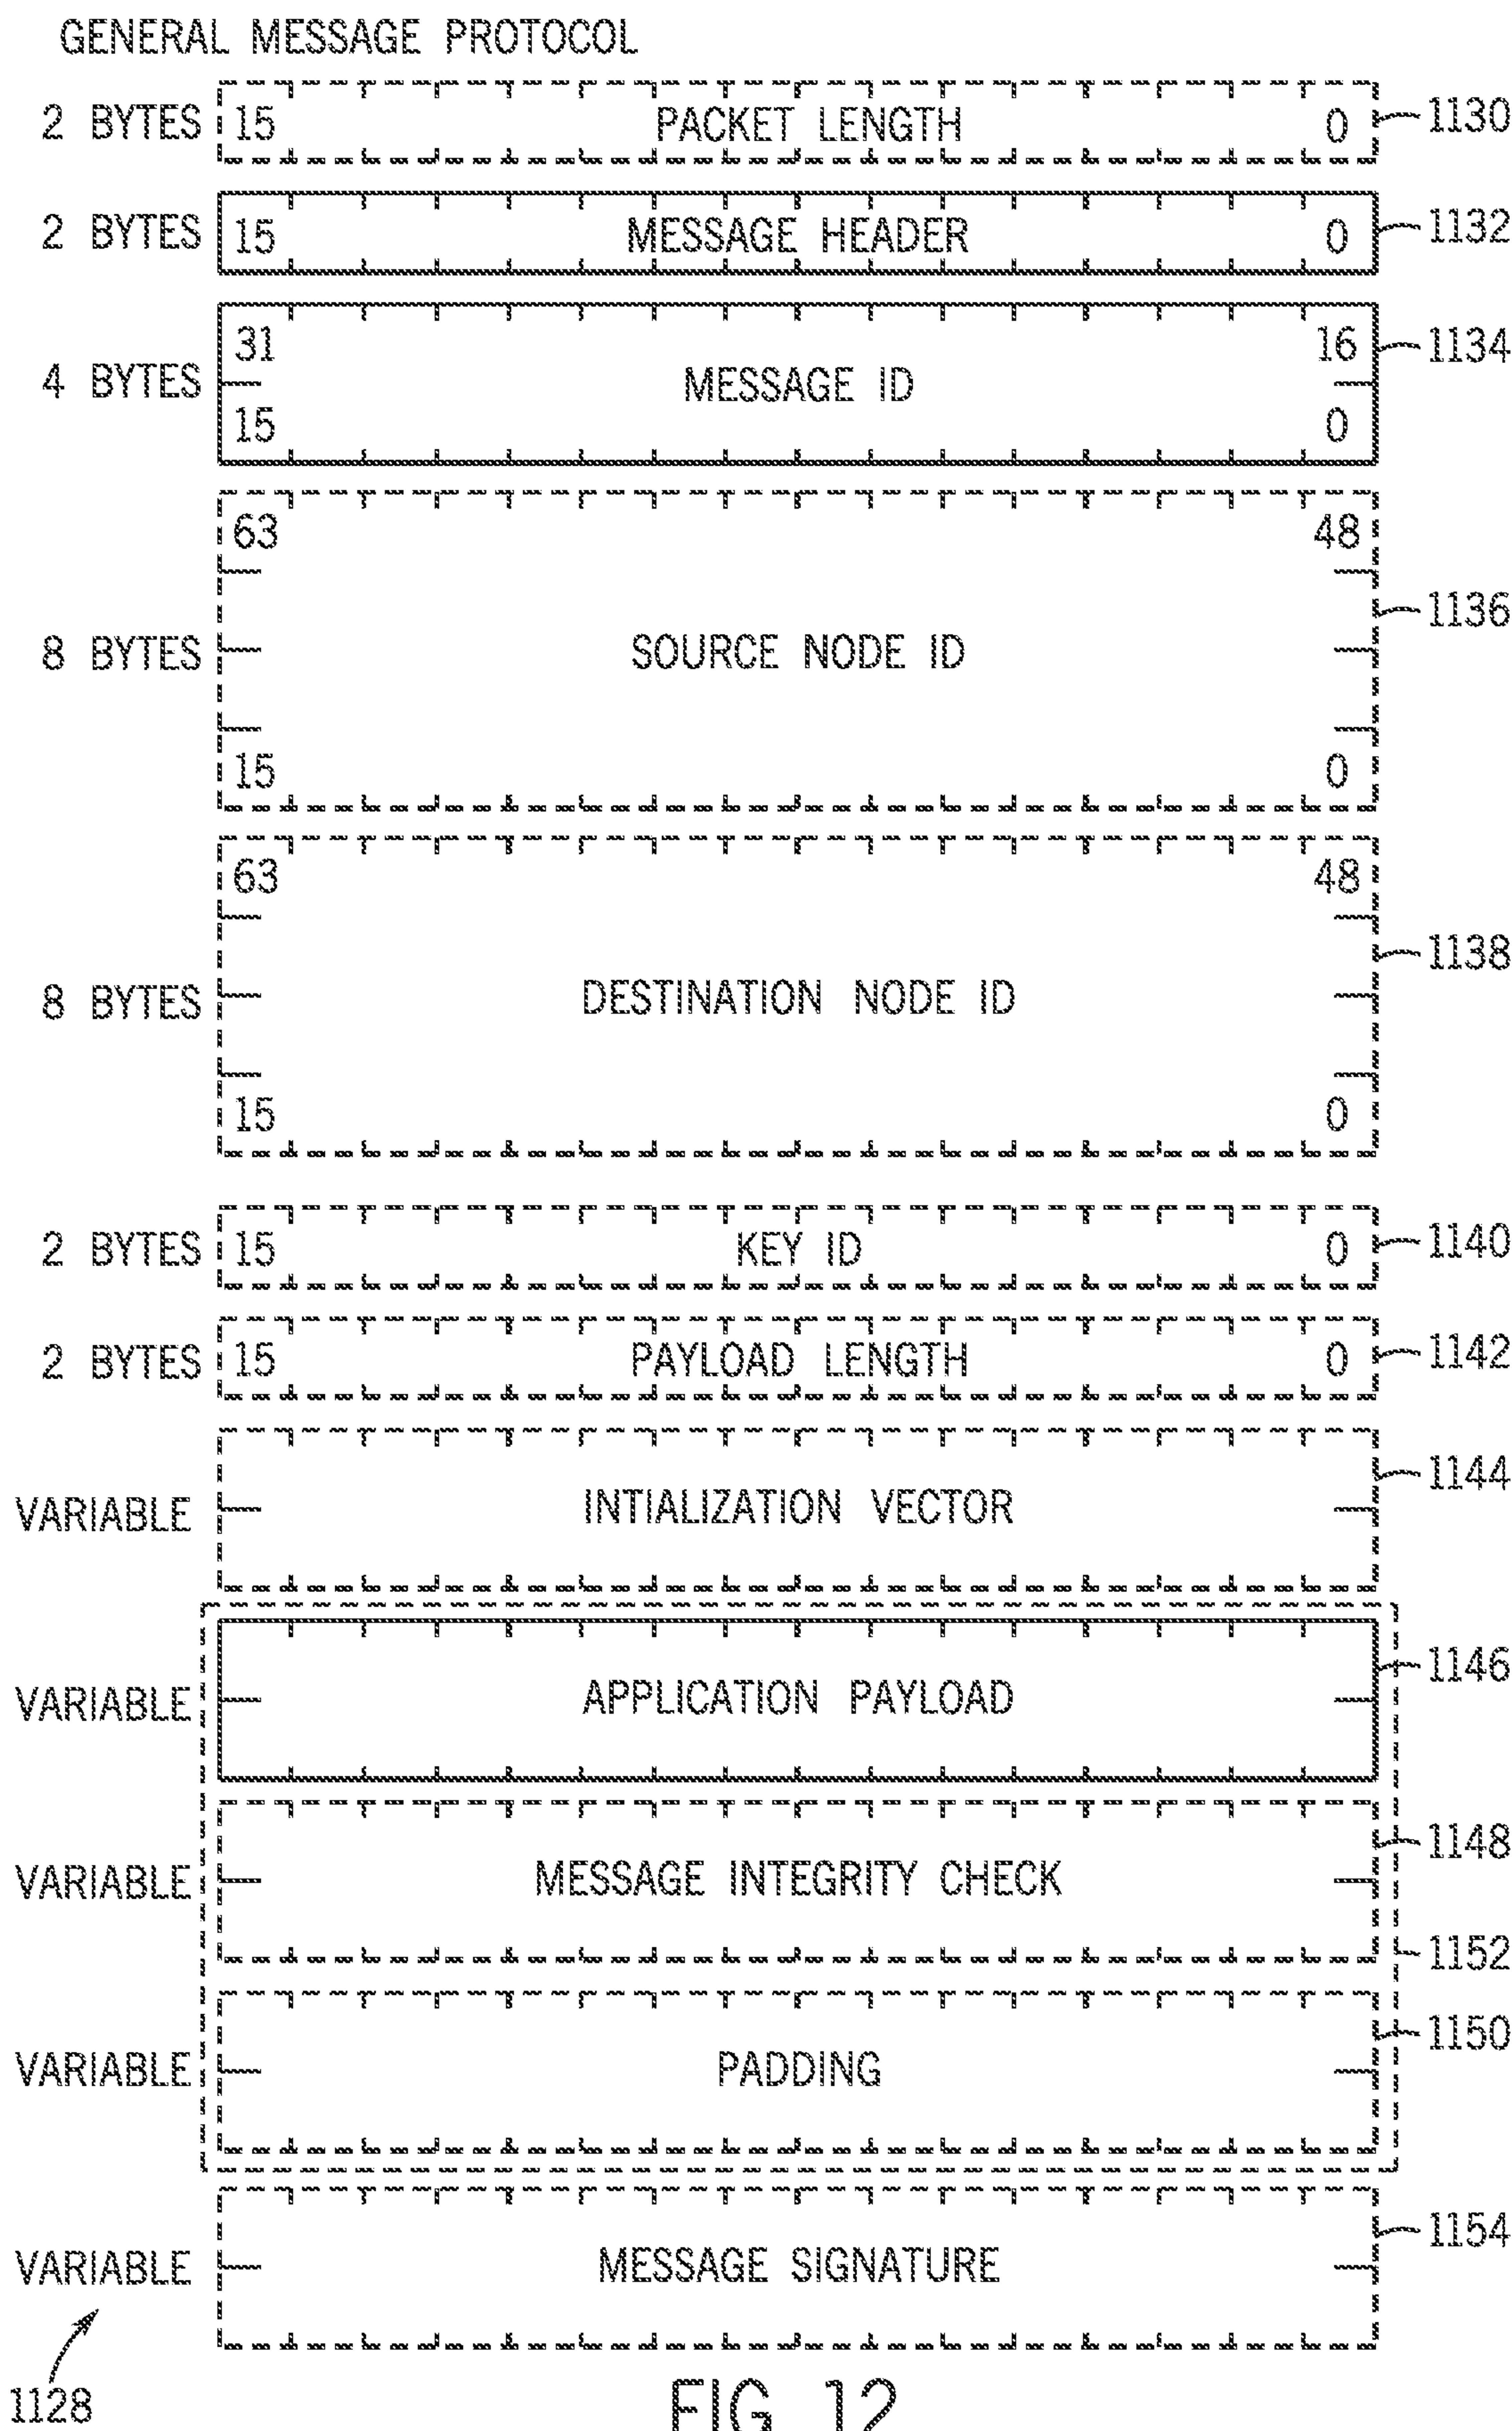 GENERAL MESSAGE PROTOCOL
2 BYTES 15 PACKET LENGTH 0 1130
2 BYTES 15 MESSAGE HEADER 0 1132
31 16 1134
4 BYTES MESSAGE ID
15 0
63 48
8 BYTES SOURCE NODE ID 1136
15 0
63 48
8 BYTES DESTINATION NODE ID 1138
15 0
2 BYTES 15 KEY ID 0 1140
2 BYTES 15 PAYLOAD LENGTH 0 1142
VARIABLE INTIALIZATION VECTOR 1144
VARIABLE APPLICATION PAYLOAD 1146
VARIABLE MESSAGE INTEGRITY CHECK 1148
1152
VARIABLE PADDING 1150
VARIABLE MESSAGE SIGNATURE 1154
1128
FIG. 12